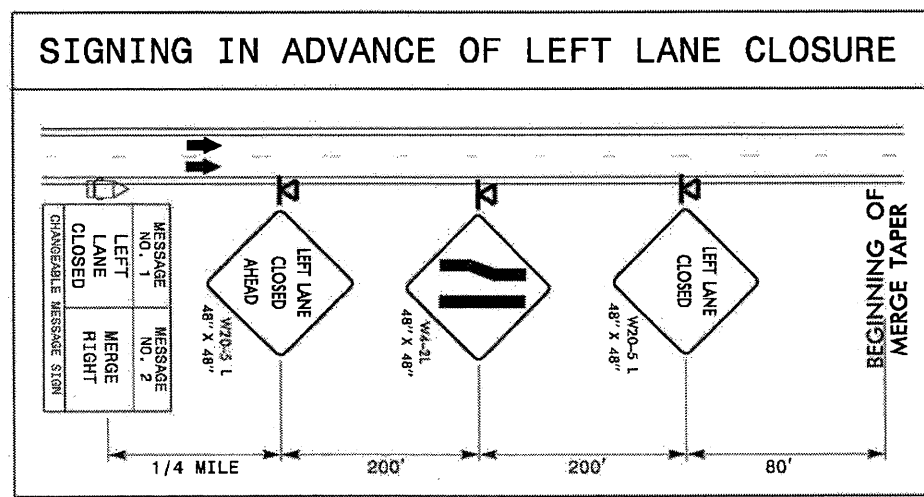 SIGNING IN ADVANCE OF LEFT LANE CLOSURE
MESSAGE
NO. 1
LEFT
LANE
CLOSED
MESSAGE
NO. 2
MERGE
RIGHT
CHANGEABLE MESSAGE SIGN
LEFT LANE
CLOSED
AHEAD
W20-5 L
48" X 48"
W4-2L
48" X 48"
LEFT LANE
CLOSED
W20-5 L
48" X 48"
BEGINNING OF
MERGE TAPER
1/4 MILE
200'
200'
80'